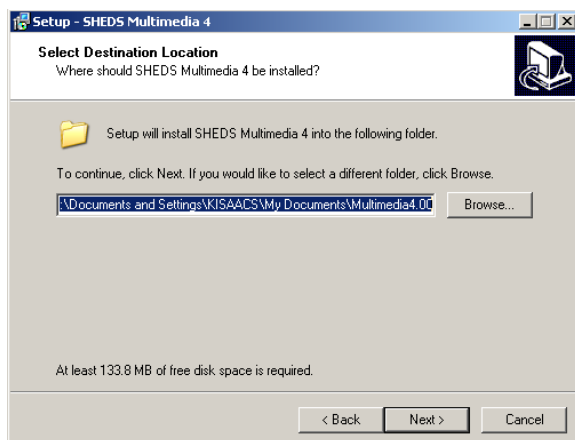 Setup - SHEDS Multimedia 4
Select Destination Location
Where should SHEDS Multimedia 4 be installed?
Setup will install SHEDS Multimedia 4 into the following folder.
To continue, click Next. If you would like to select a different folder, click Browse.
:\Documents and Settings\KISAACS\My Documents\Multimedia4.00
Browse...
At least 133.8 MB of free disk space is required.
< Back
Next >
Cancel